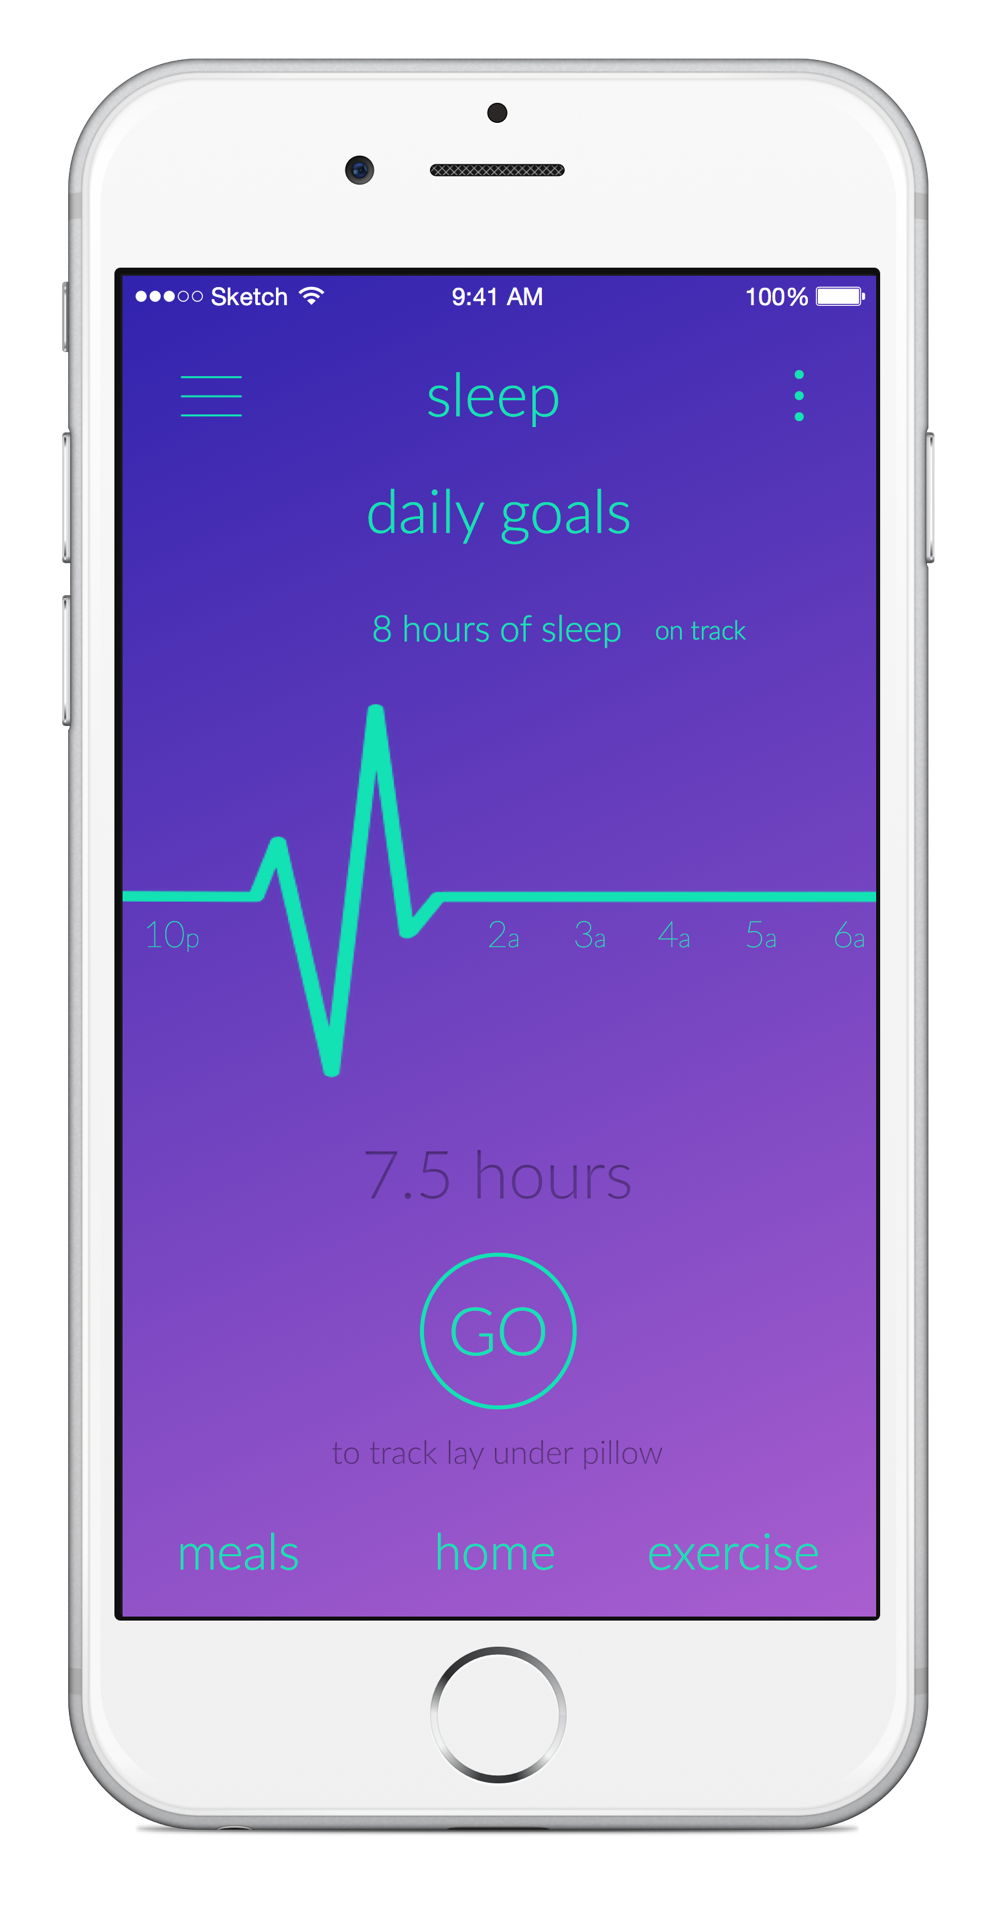 Sketch 9:41 AM 100%
sleep
daily goals
8 hours of sleep on track
10p 2a 3a 4a 5a 6a
7.5 hours
GO
to track lay under pillow
meals home exercise